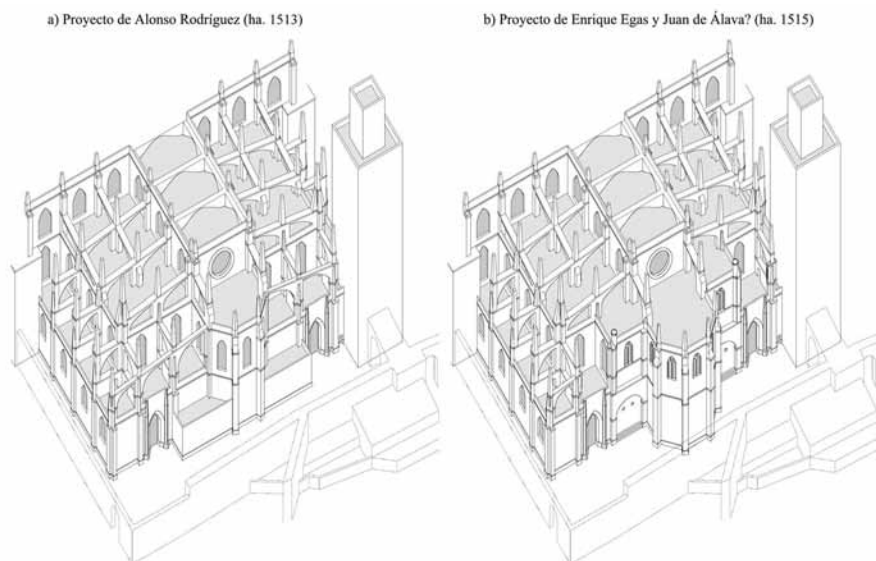 a) Proyecto de Alonso Rodríguez (ha. 1513)
b) Proyecto de Enrique Egas y Juan de Álava? (ha. 1515)